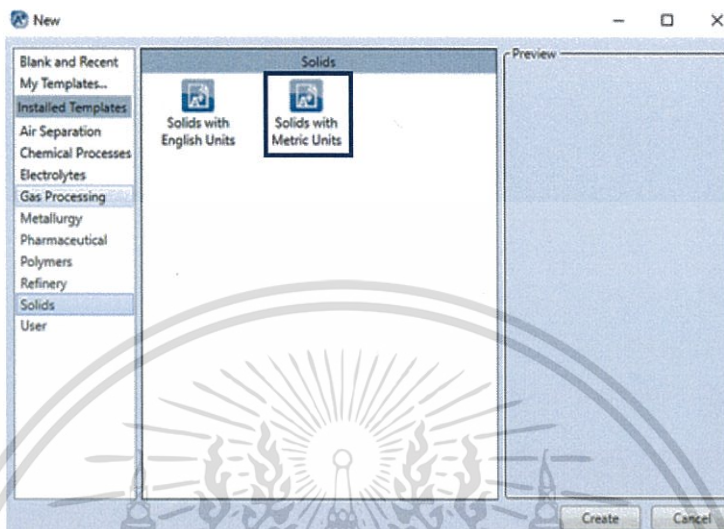 New
Blank and Recent
My Templates...
Installed Templates
Air Separation
Chemical Processes
Electrolytes
Gas Processing
Metallurgy
Pharmaceutical
Polymers
Refinery
Solids
User
Solids
Solids with
English Units
Solids with
Metric Units
Preview
Create
Cancel